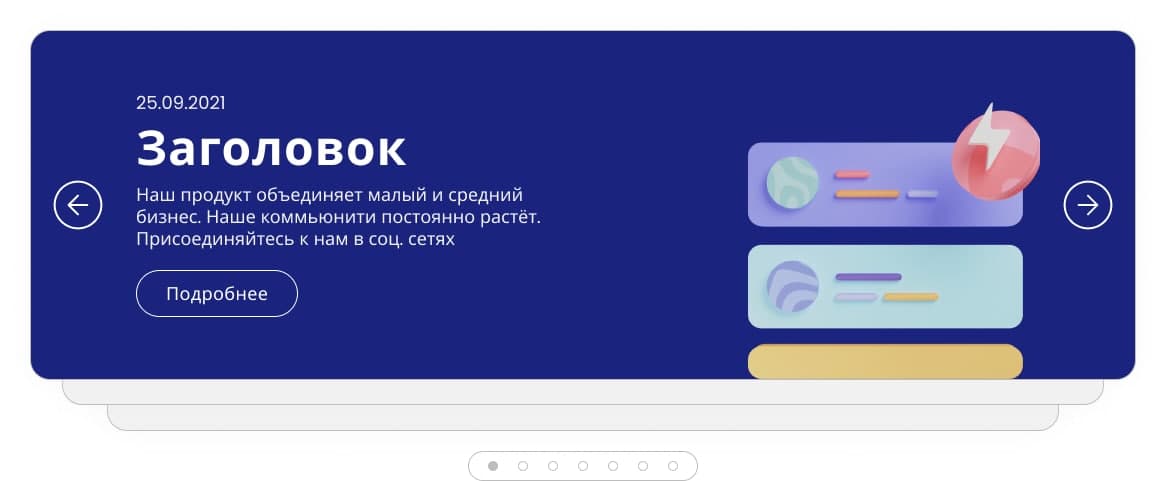 25.09.2021
Заголовок
Наш продукт объединяет малый и средний
бизнес. Наше коммьюнити постоянно растёт.
Присоединяйтесь к нам в соц. сетях
Подробнее